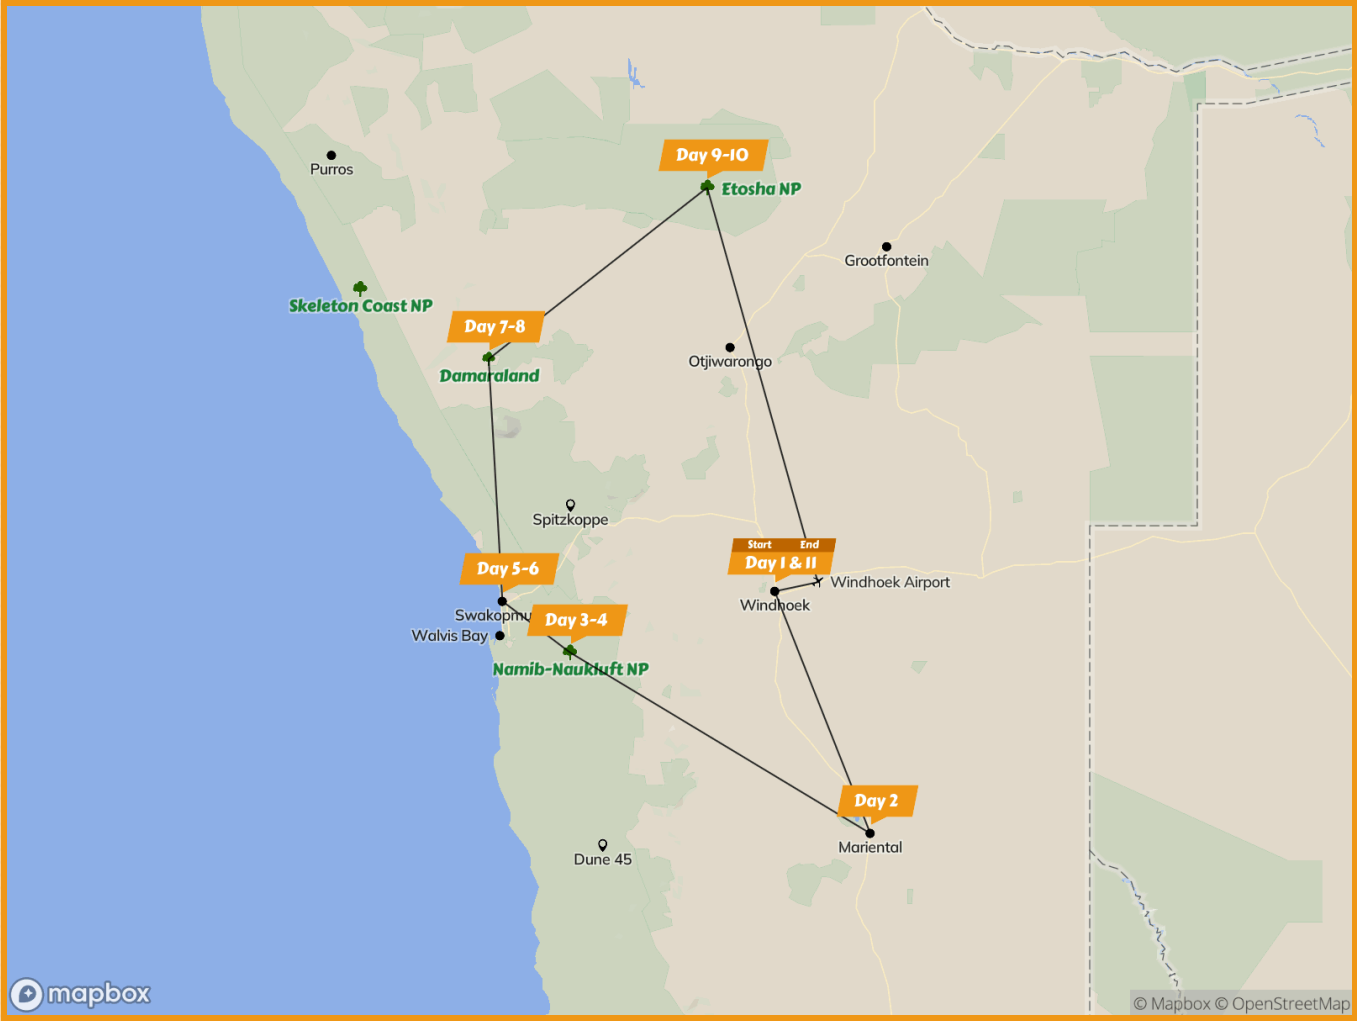 Day 9-10
Purros
Etosha NP
Grootfontein
Skeleton Coast NP
Day 7-8
Otjiwarongo
Damaraland
Spitzkoppe
Start End
Day 1 & 11
Day 5-6
Windhoek Airport
Windhoek
Swakopmu
Day 3-4
Walvis Bay
Namib-Naukluft NP
Day 2
Mariental
Dune 45
mapbox
© Mapbox © OpenStreetMap